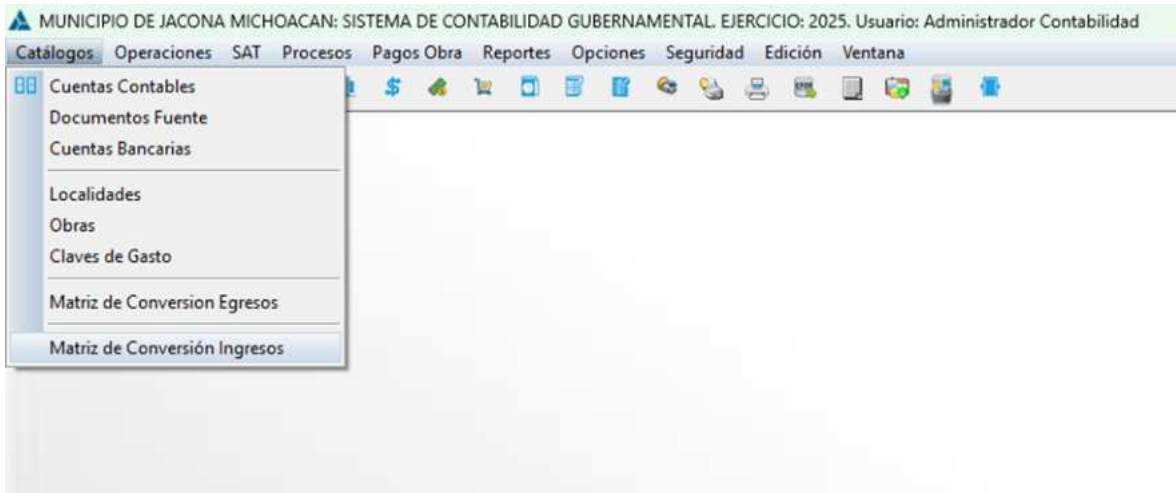 MUNICIPIO DE JACONA MICHOACAN: SISTEMA DE CONTABILIDAD GUBERNAMENTAL. EJERCICIO: 2025. Usuario: Administrador Contabilidad
Catálogos Operaciones SAT Procesos Pagos Obra Reportes Opciones Seguridad Edición Ventana
Cuentas Contables
Documentos Fuente
Cuentas Bancarias
Localidades
Obras
Claves de Gasto
Matriz de Conversion Egresos
Matriz de Conversión Ingresos